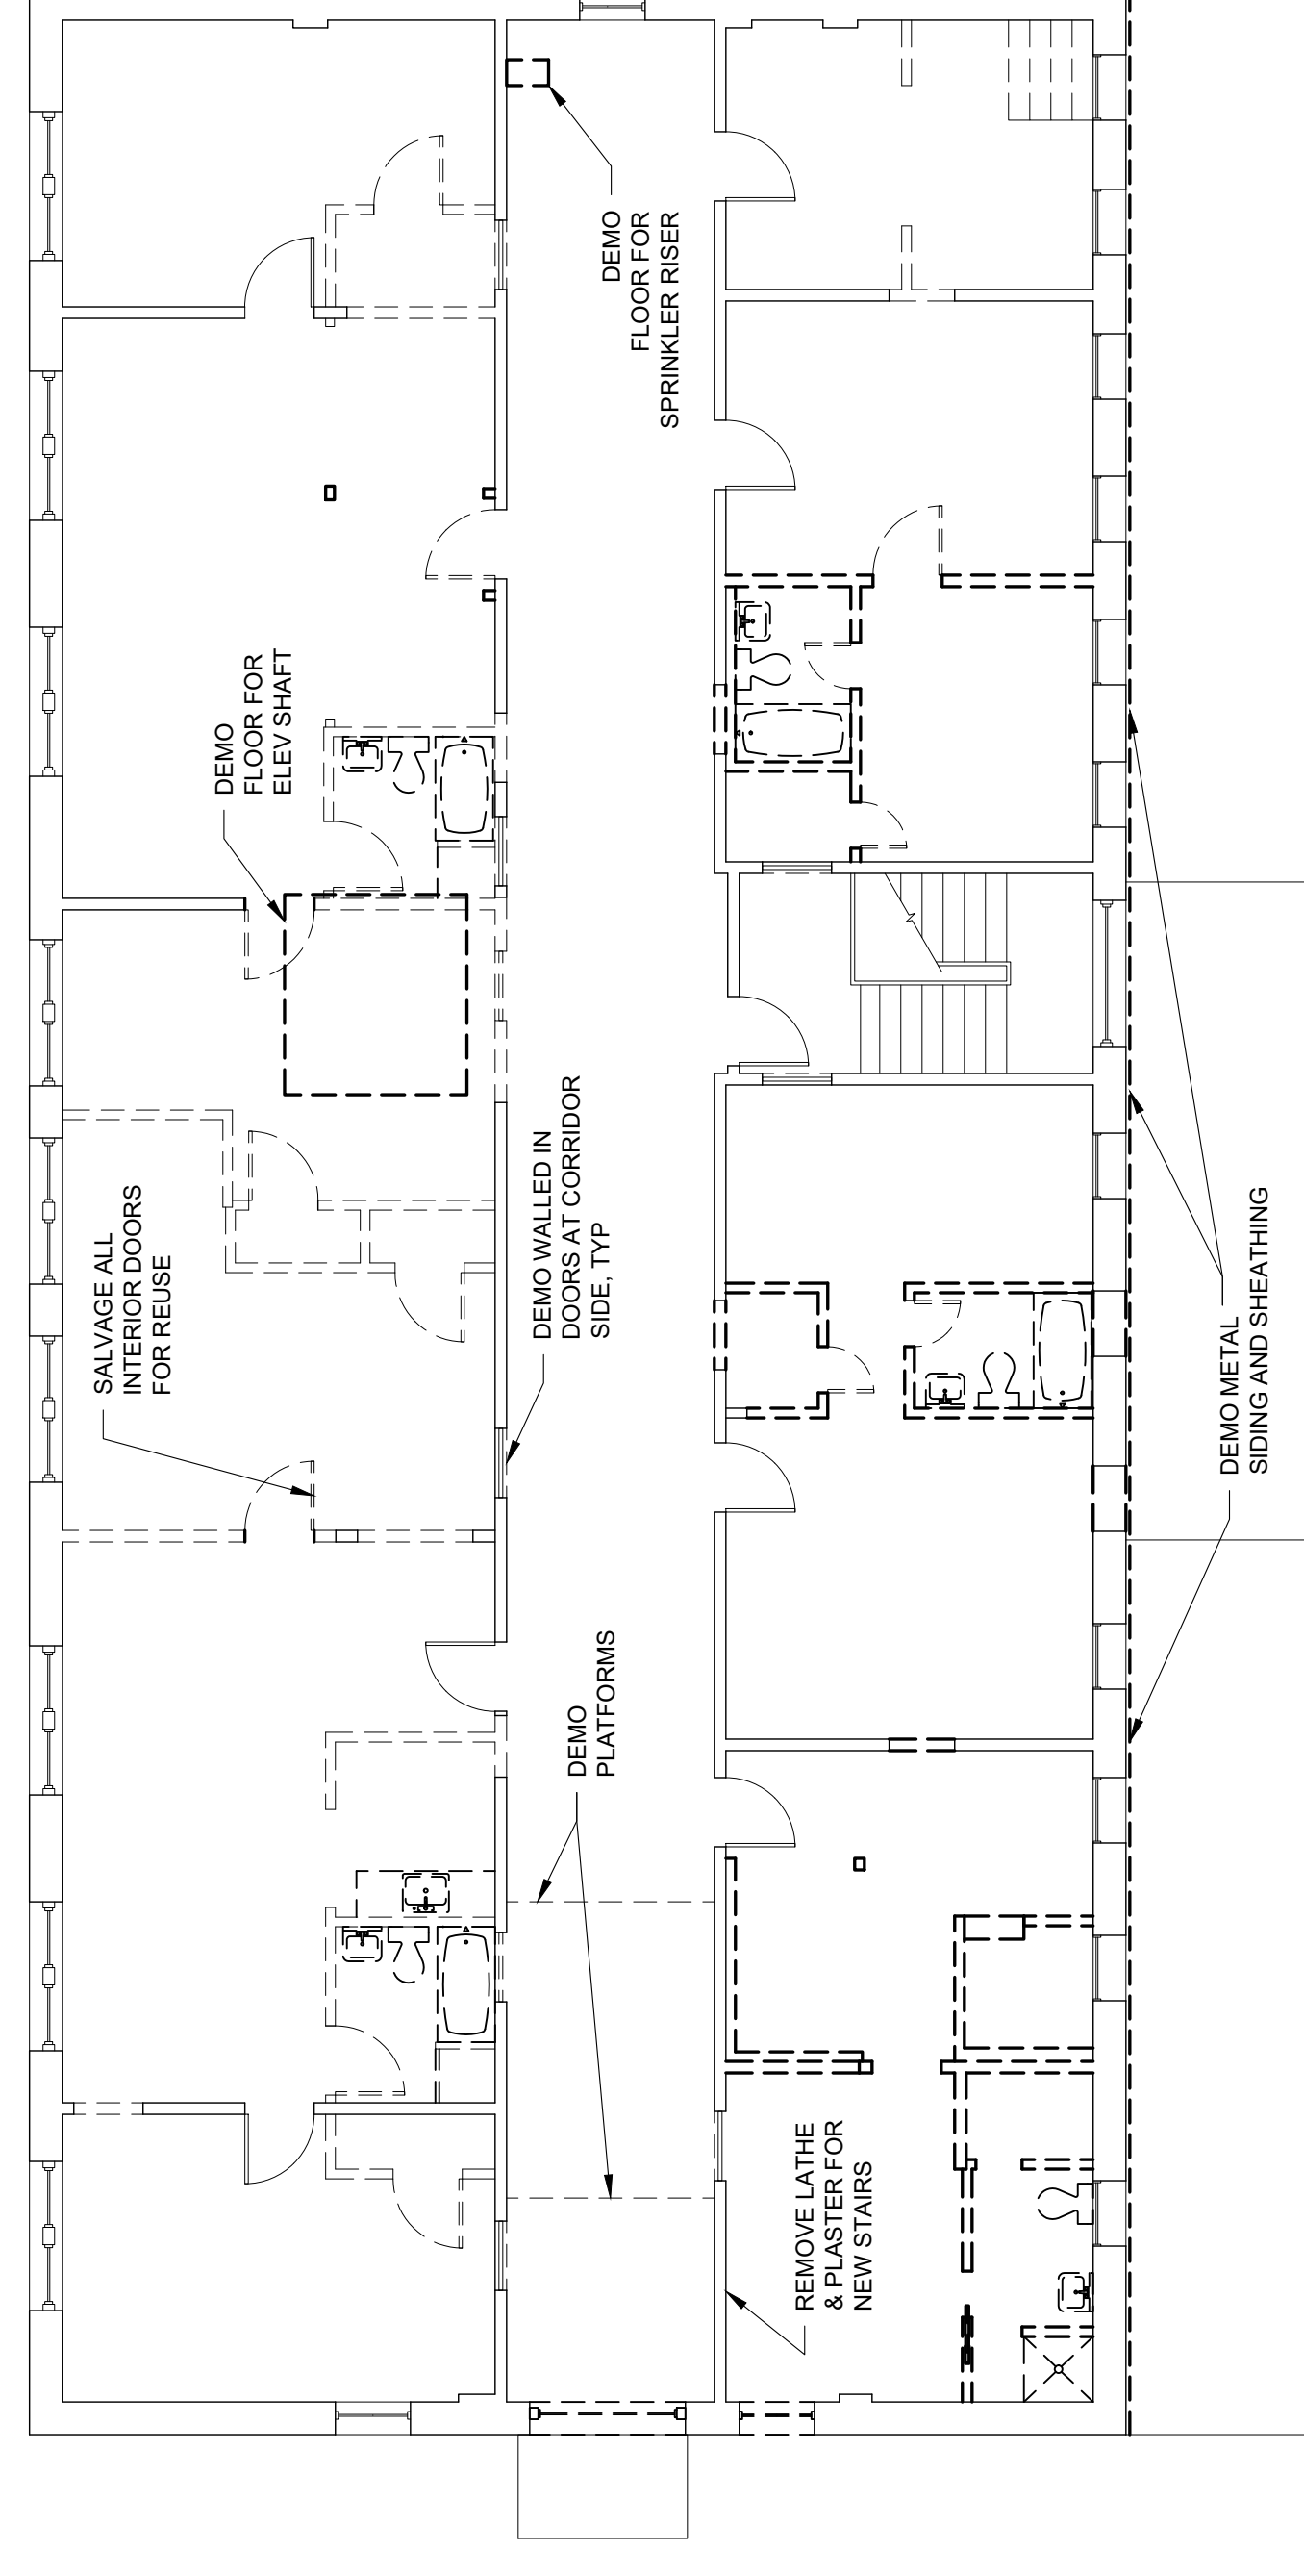 SALVAGE ALL
INTERIOR DOORS
FOR REUSE
DEMO
FLOOR FOR
ELEV SHAFT
DEMO WALLED IN
DOORS AT CORRIDOR
SIDE, TYP
DEMO
PLATFORMS
DEMO
FLOOR FOR
SPRINKLER RISER
REMOVE LATHE
& PLASTER FOR
NEW STAIRS
DEMO METAL
SIDING AND SHEATHING